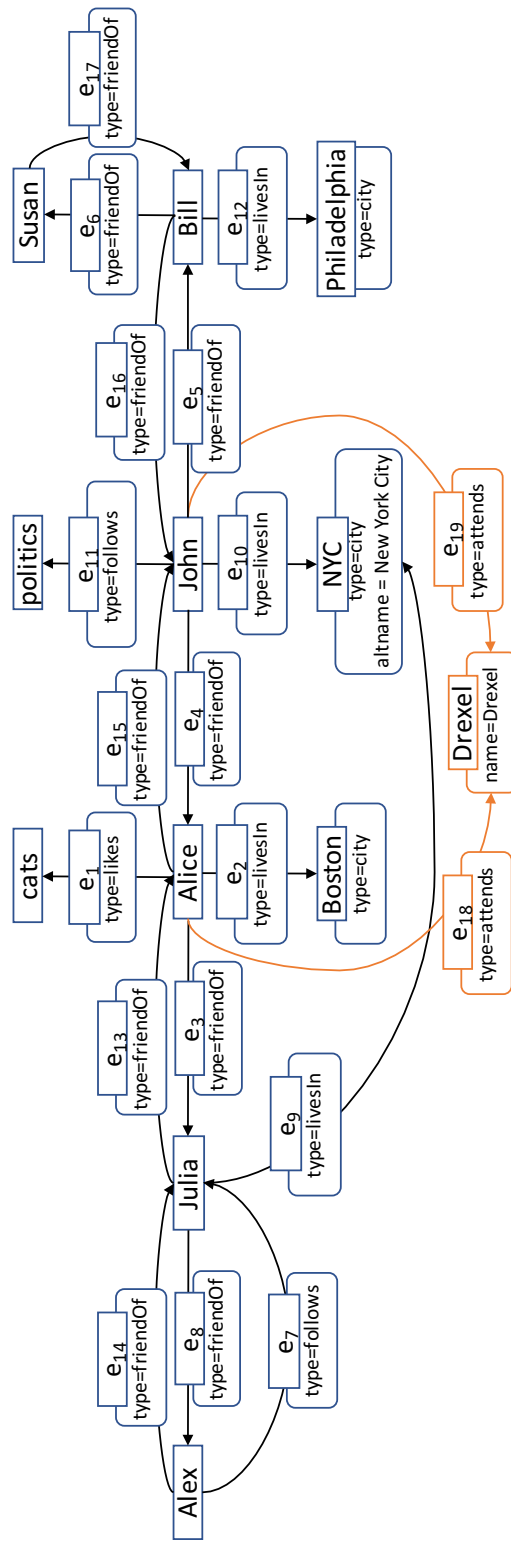 cats
politics
Susan
e1
type=likes
e11
type=follows
e6
type=friendOf
e17
type=friendOf
e14
type=friendOf
e13
type=friendOf
e15
type=friendOf
e16
type=friendOf
Alex
Julia
Alice
John
Bill
e8
type=friendOf
e3
type=friendOf
e4
type=friendOf
e5
type=friendOf
e2
type=livesIn
e10
type=livesIn
e12
type=livesIn
e7
type=follows
e9
type=livesIn
Boston
type=city
NYC
type=city
altname = New York City
Philadelphia
type=city
e18
type=attends
Drexel
name=Drexel
e19
type=attends